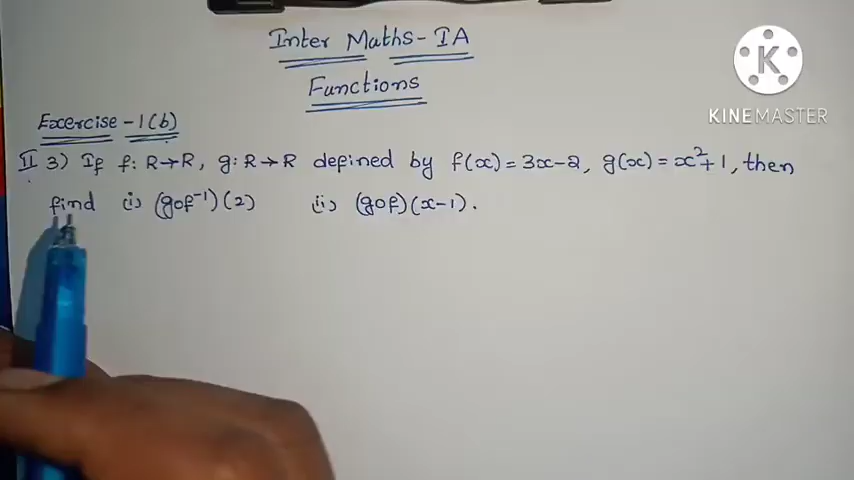 Inter Maths-IA
Functions
K
KINEMASTER
Exercise-1(b)
II 3) If f: R→R, g: R→R defined by f(x)=3x-2, g(x)=x²+1, then
find (i) (gof⁻¹)(2) (ii) (gof)(x-1).